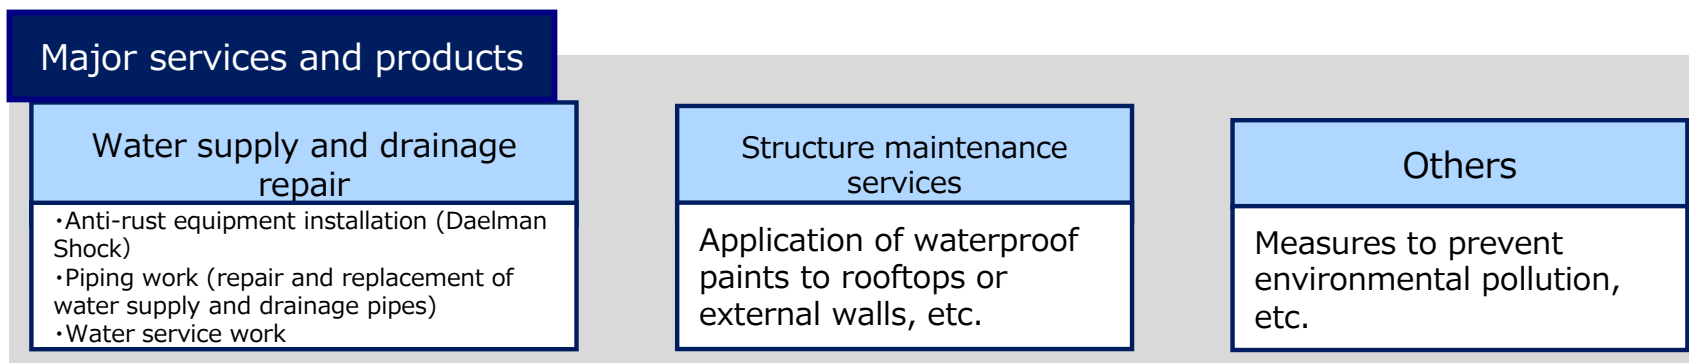 Major services and products
Water supply and drainage
repair
・Anti-rust equipment installation (Daelman
Shock）
・Piping work (repair and replacement of
water supply and drainage pipes)
・Water service work
Structure maintenance
services
Application of waterproof
paints to rooftops or
external walls, etc.
Others
Measures to prevent
environmental pollution,
etc.